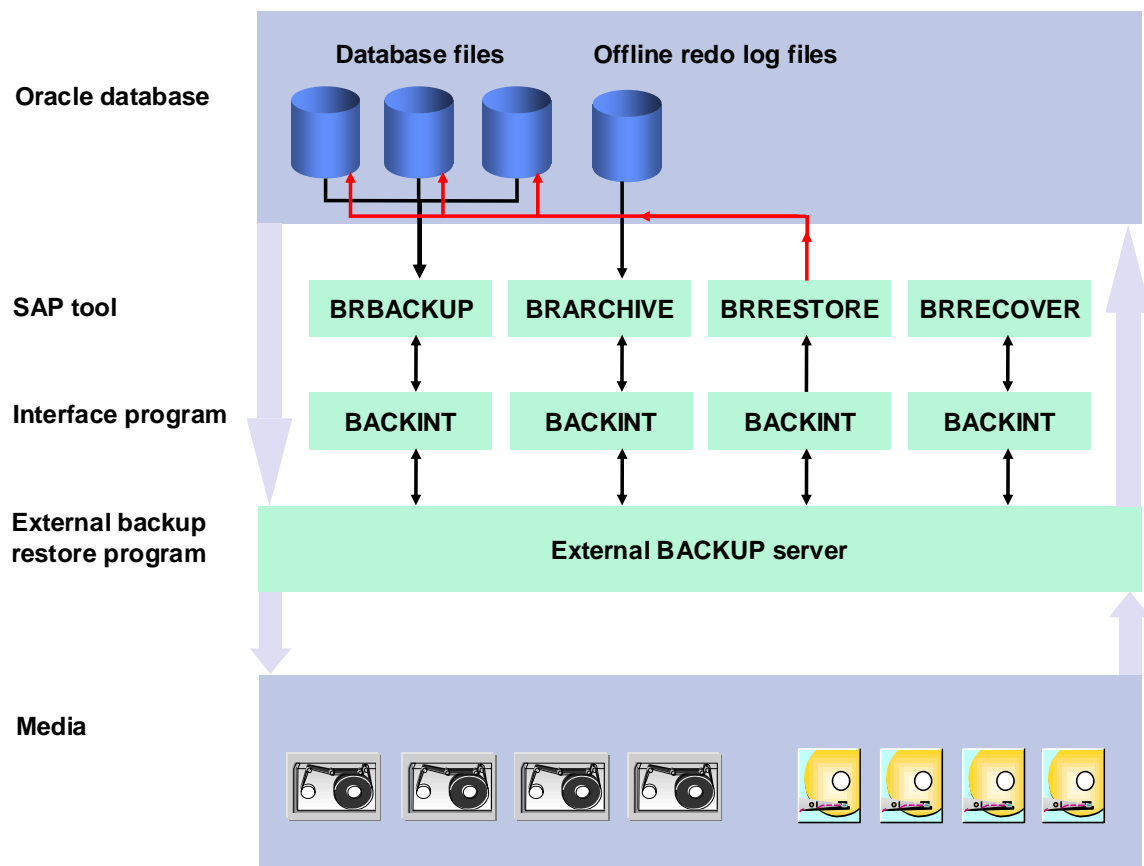 Database files
Offline redo log files
Oracle database
SAP tool
BRBACKUP
BRARCHIVE
BRRESTORE
BRRECOVER
Interface program
BACKINT
BACKINT
BACKINT
BACKINT
External backup
restore program
External BACKUP server
Media